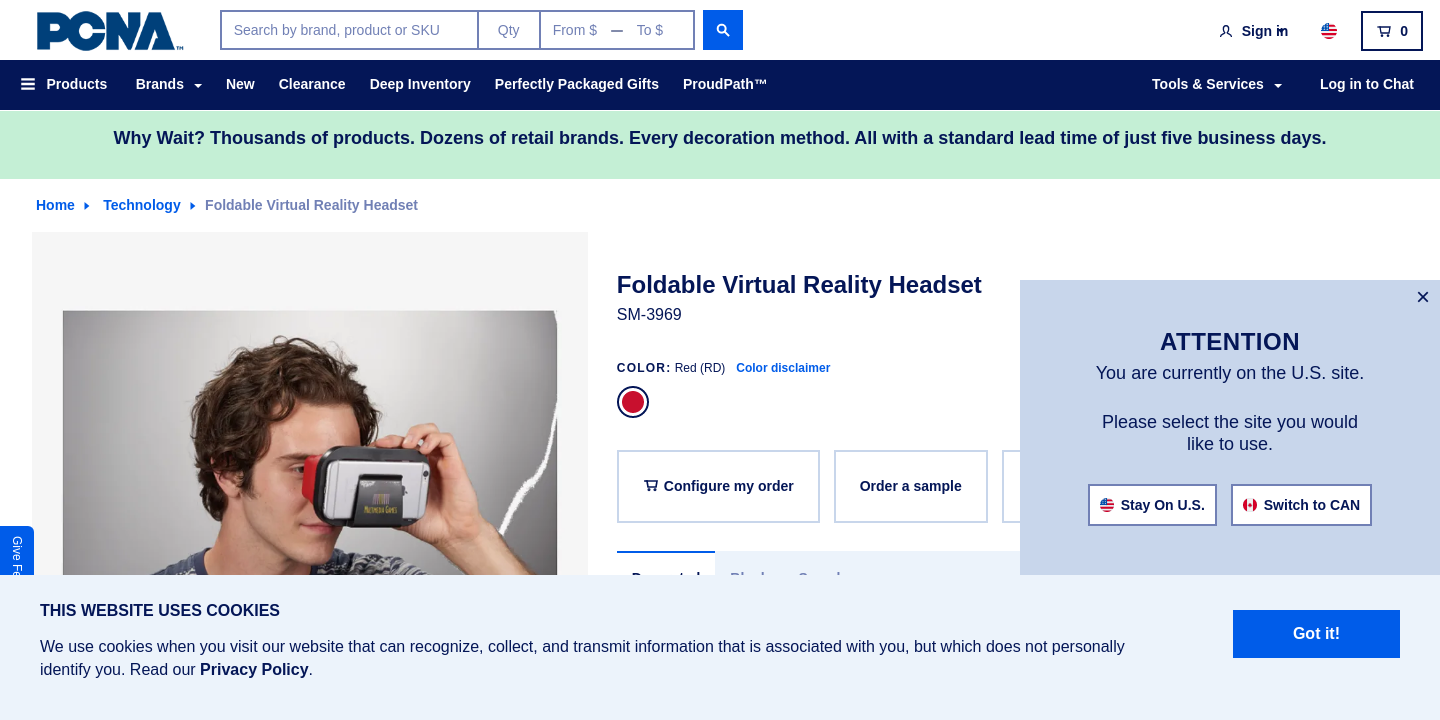 PCNA™
Search by brand, product or SKU
Qty
From $ — To $
Sign in
0
Products
Brands
New
Clearance
Deep Inventory
Perfectly Packaged Gifts
ProudPath™
Tools & Services
Log in to Chat
Why Wait? Thousands of products. Dozens of retail brands. Every decoration method. All with a standard lead time of just five business days.
Home
Technology
Foldable Virtual Reality Headset
Foldable Virtual Reality Headset
SM-3969
COLOR: Red (RD) Color disclaimer
Configure my order
Order a sample
ATTENTION
You are currently on the U.S. site.
Please select the site you would
like to use.
Stay On U.S.
Switch to CAN
Give Fe
THIS WEBSITE USES COOKIES
We use cookies when you visit our website that can recognize, collect, and transmit information that is associated with you, but which does not personally
identify you. Read our Privacy Policy.
Got it!